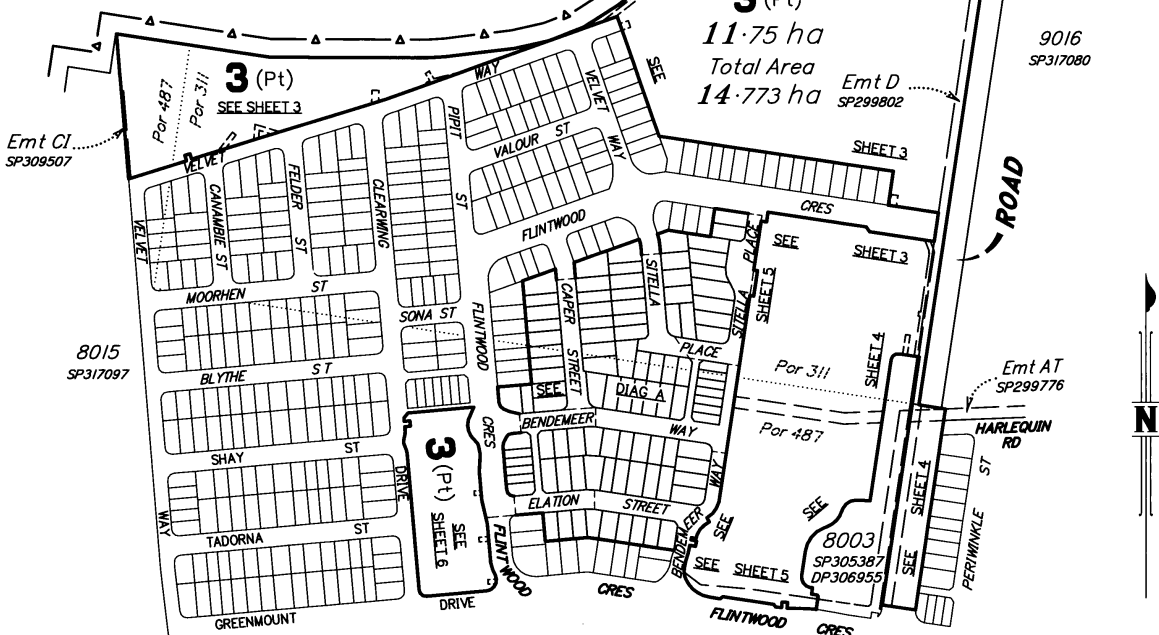 3 (Pt)
11·75 ha
Total Area
14·773 ha
9016
SP317080
Emt D
SP299802
3 (Pt)
SEE SHEET 3
Por 487
Por 311
Emt CI
SP309507
WAY
VELVET
SEE
PIPIT
ST
VALOUR ST
WAY
SHEET 3
ROAD
VELVET
VELVET
CANAMBIE ST
FELDER
ST
CLEARWING
FLINTWOOD
CRES
PLACE
SEE
SHEET 3
SHEET 5
SITELLA
SITELLA
MOORHEN ST
SONA ST
FLINTWOOD
CAPER
STREET
PLACE
SHEET 4
8015
SP317097
BLYTHE ST
SEE
DIAG A
Por 311
Emt AT
SP299776
BENDEMEER
WAY
Por 487
HARLEQUIN
RD
CRES
SHAY ST
3 (Pt)
SEE
SHEET 6
DRIVE
WAY
ELATION STREET
SHEET 4
ST
PERIWINKLE
WAY
TADORNA ST
FLINTWOOD
BENDEMEER
SEE
SEE
8003
SP305387
DP306955
SEE
SEE SHEET 5
CRES
DRIVE
GREENMOUNT
FLINTWOOD CRES
N